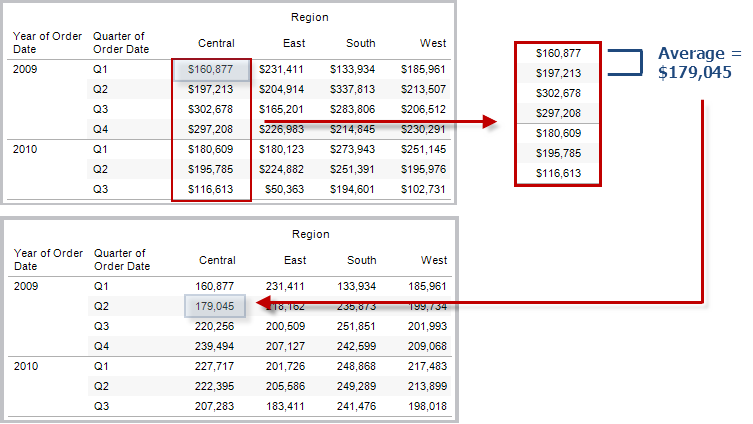 Region
Year of Order Date Quarter of Order Date Central East South West
2009 Q1 $160,877 $231,411 $133,934 $185,961
Q2 $197,213 $204,914 $337,813 $213,507
Q3 $302,678 $165,201 $283,806 $206,512
Q4 $297,208 $226,983 $214,845 $230,291
2010 Q1 $180,609 $180,123 $273,943 $251,145
Q2 $195,785 $224,882 $251,391 $195,976
Q3 $116,613 $50,363 $194,601 $102,731
$160,877
$197,213
$302,678
$297,208
$180,609
$195,785
$116,613
Average =
$179,045
Region
Year of Order Date Quarter of Order Date Central East South West
2009 Q1 160,877 231,411 133,934 185,961
Q2 179,045 218,162 235,873 199,734
Q3 220,256 200,509 251,851 201,993
Q4 239,494 207,127 242,599 209,068
2010 Q1 227,717 201,726 248,868 217,483
Q2 222,395 205,586 249,289 213,899
Q3 207,283 183,411 241,476 198,018